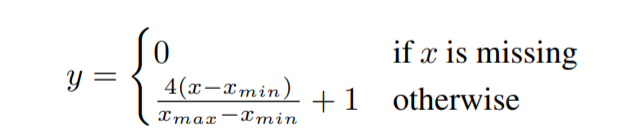 y = { 0 if x is missing
4(x−x_min)/(x_max−x_min) + 1 otherwise